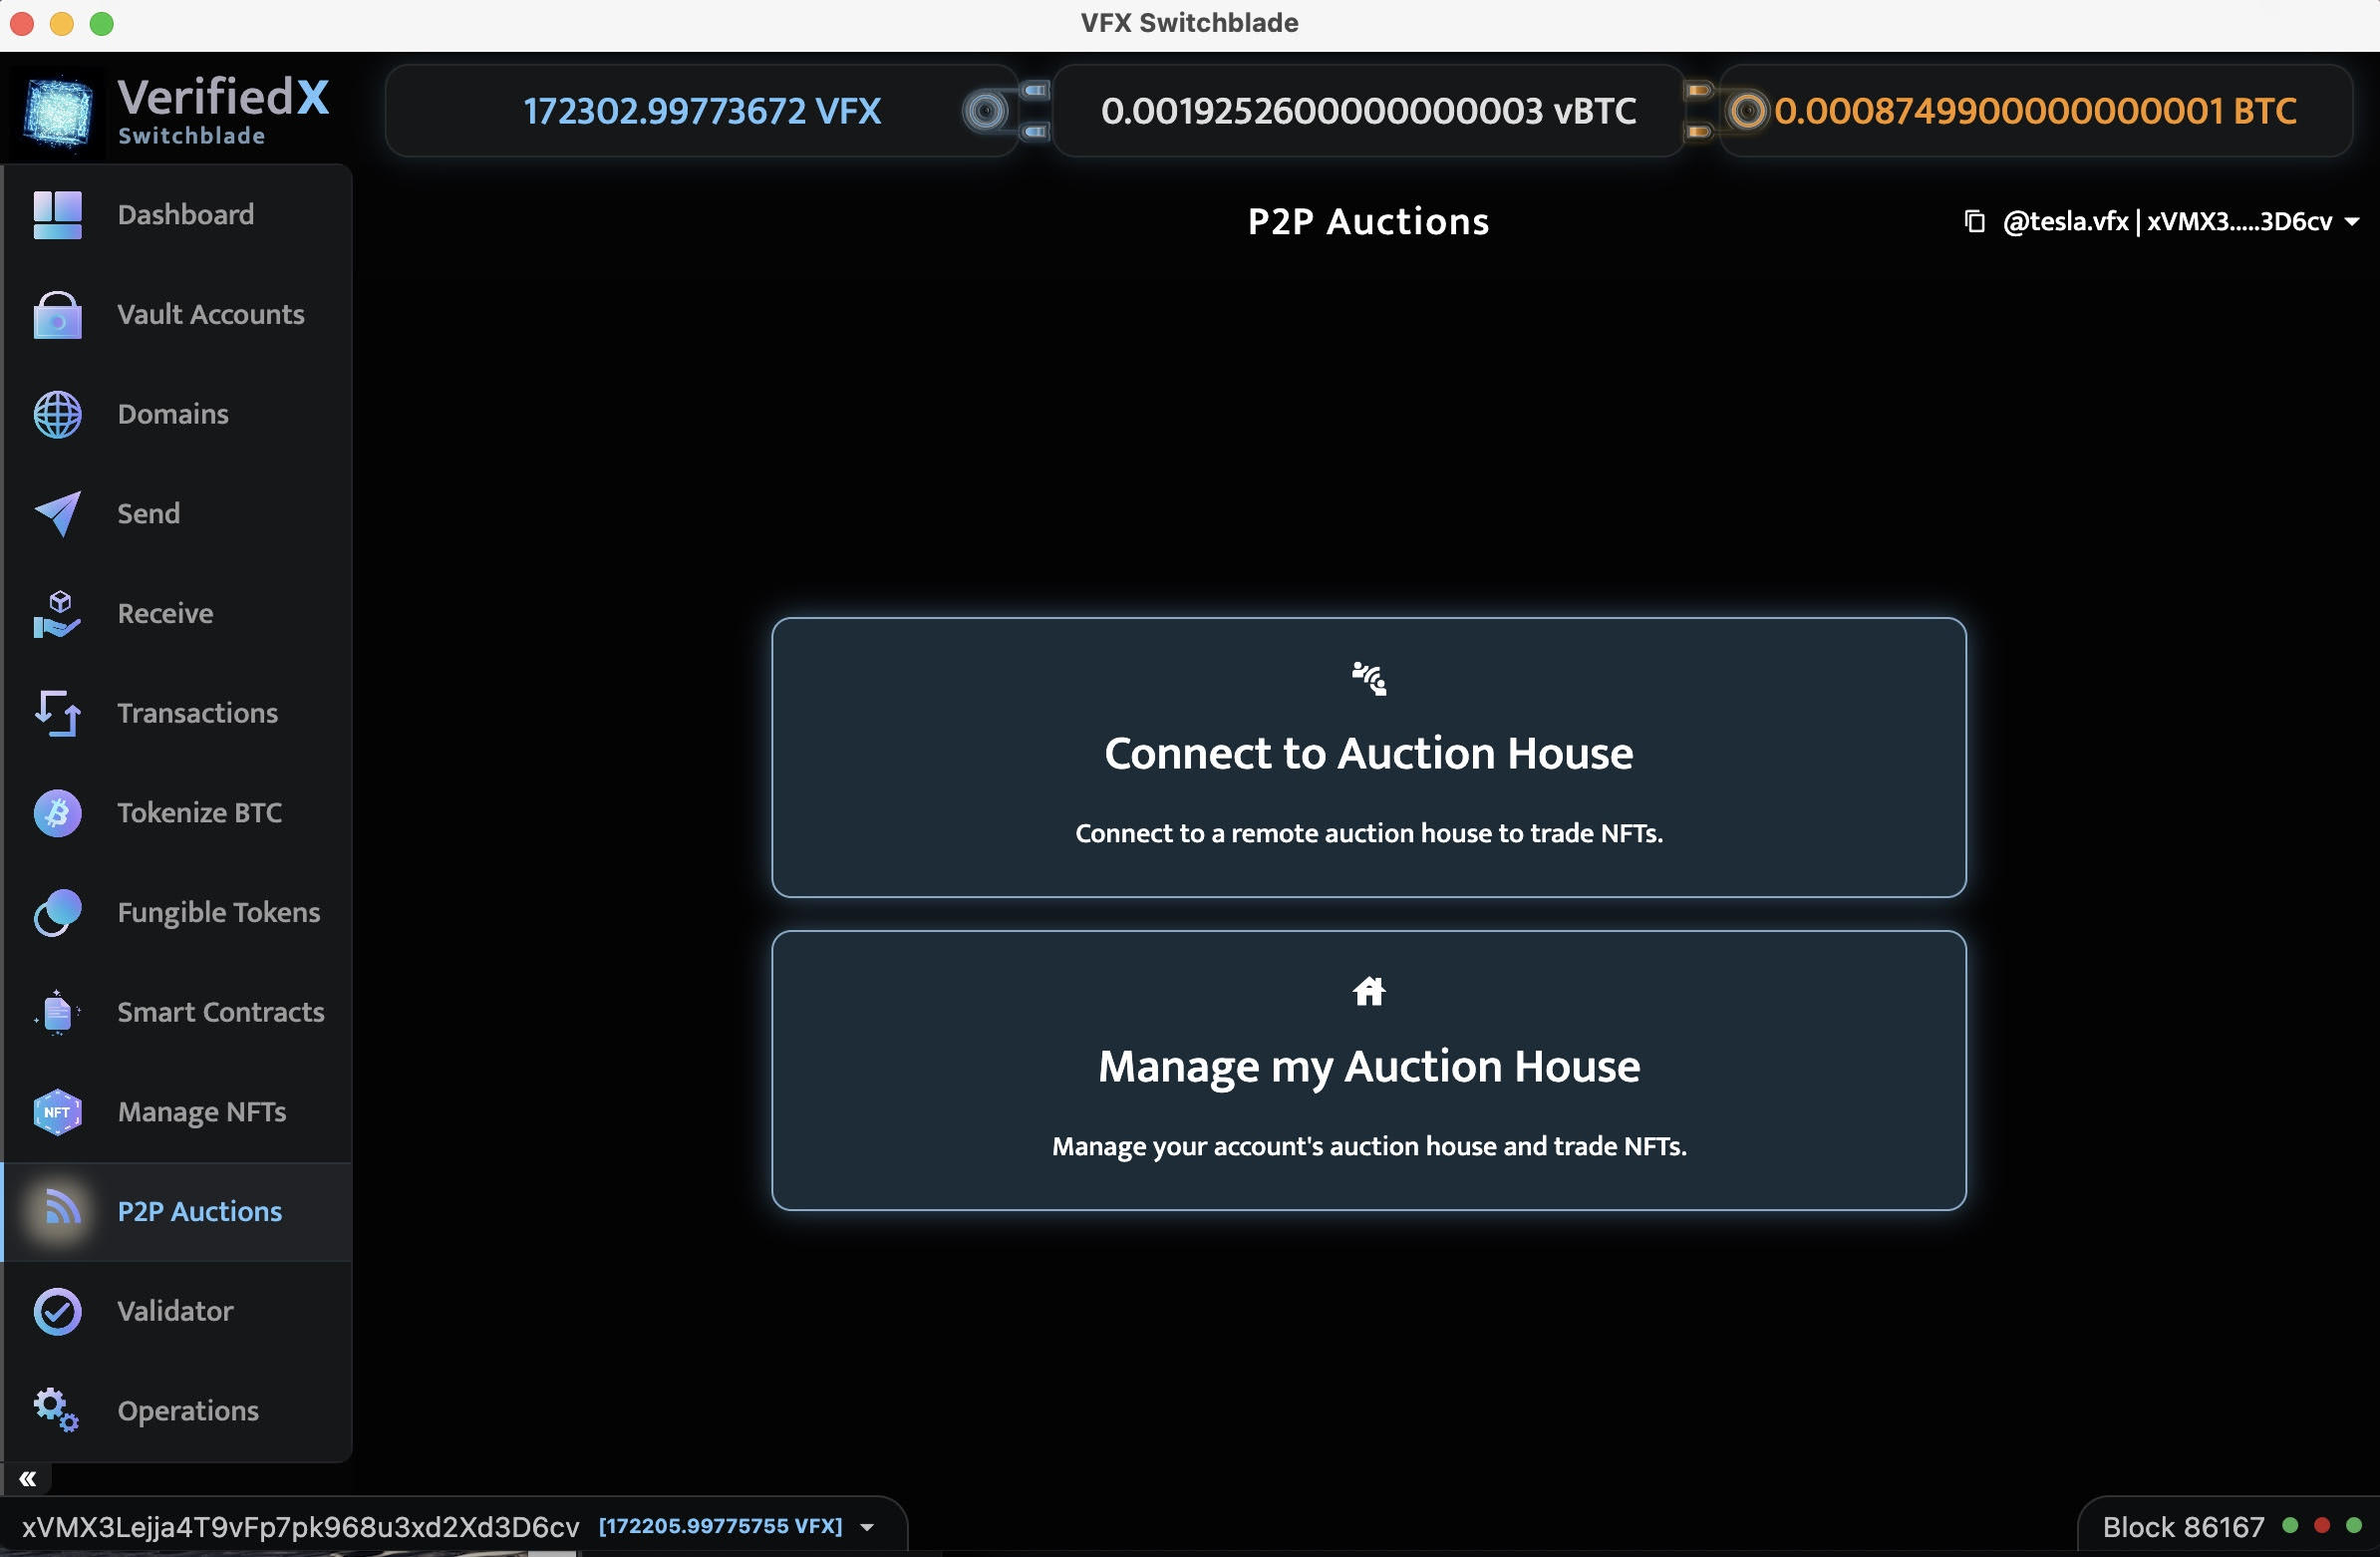 VFX Switchblade
VerifiedX
Switchblade
172302.99773672 VFX
0.0019252600000000003 vBTC
0.0008749900000000001 BTC
P2P Auctions
@tesla.vfx | xVMX3.....3D6cv
Dashboard
Vault Accounts
Domains
Send
Receive
Transactions
Tokenize BTC
Fungible Tokens
Smart Contracts
NFT
Manage NFTs
P2P Auctions
Validator
Operations
Connect to Auction House
Connect to a remote auction house to trade NFTs.
Manage my Auction House
Manage your account's auction house and trade NFTs.
xVMX3Lejja4T9vFp7pk968u3xd2Xd3D6cv [172205.99775755 VFX]
Block 86167